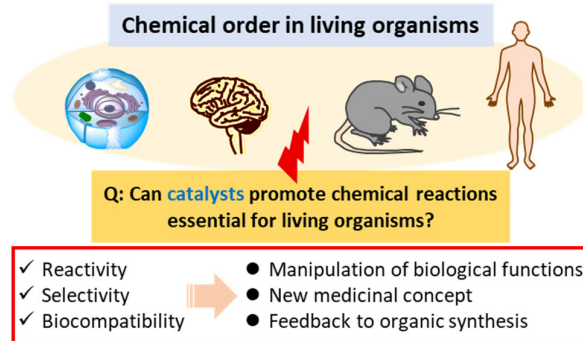 Chemical order in living organisms
Q: Can catalysts promote chemical reactions
essential for living organisms?
✓ Reactivity
✓ Selectivity
✓ Biocompatibility
● Manipulation of biological functions
● New medicinal concept
● Feedback to organic synthesis